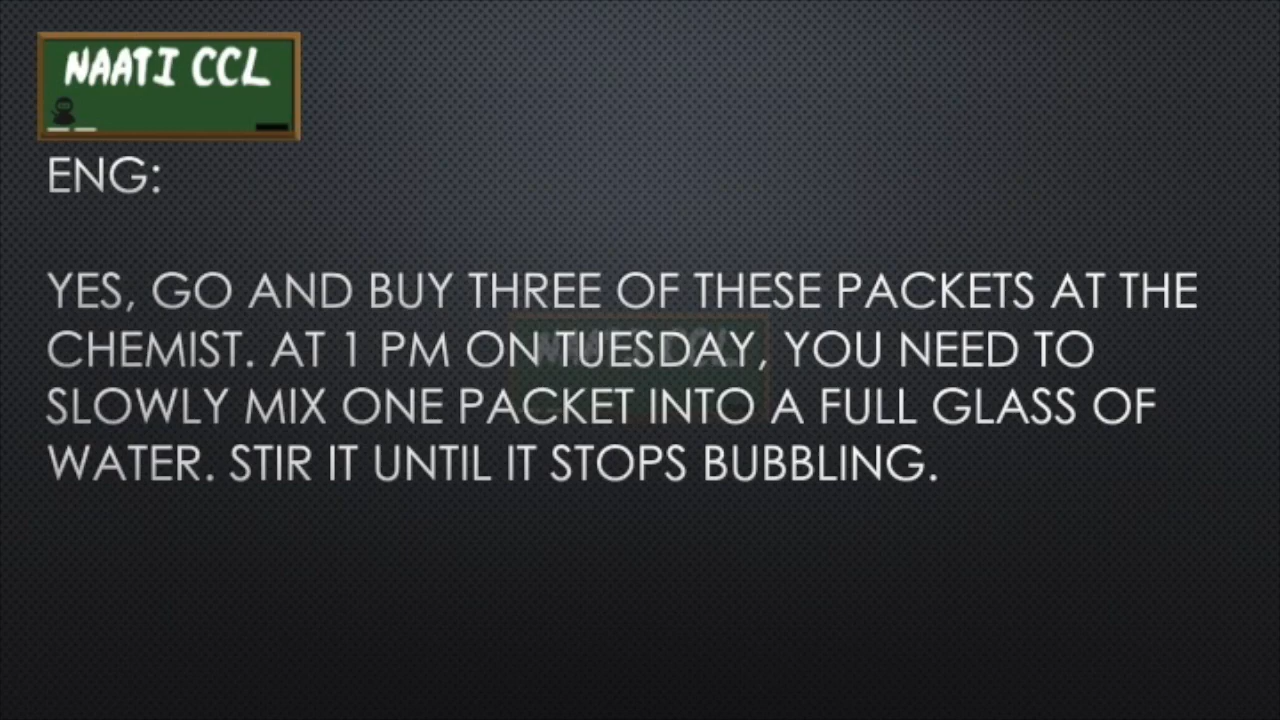 NAATI CCL
ENG:
YES, GO AND BUY THREE OF THESE PACKETS AT THE
CHEMIST. AT 1 PM ON TUESDAY, YOU NEED TO
SLOWLY MIX ONE PACKET INTO A FULL GLASS OF
WATER. STIR IT UNTIL IT STOPS BUBBLING.